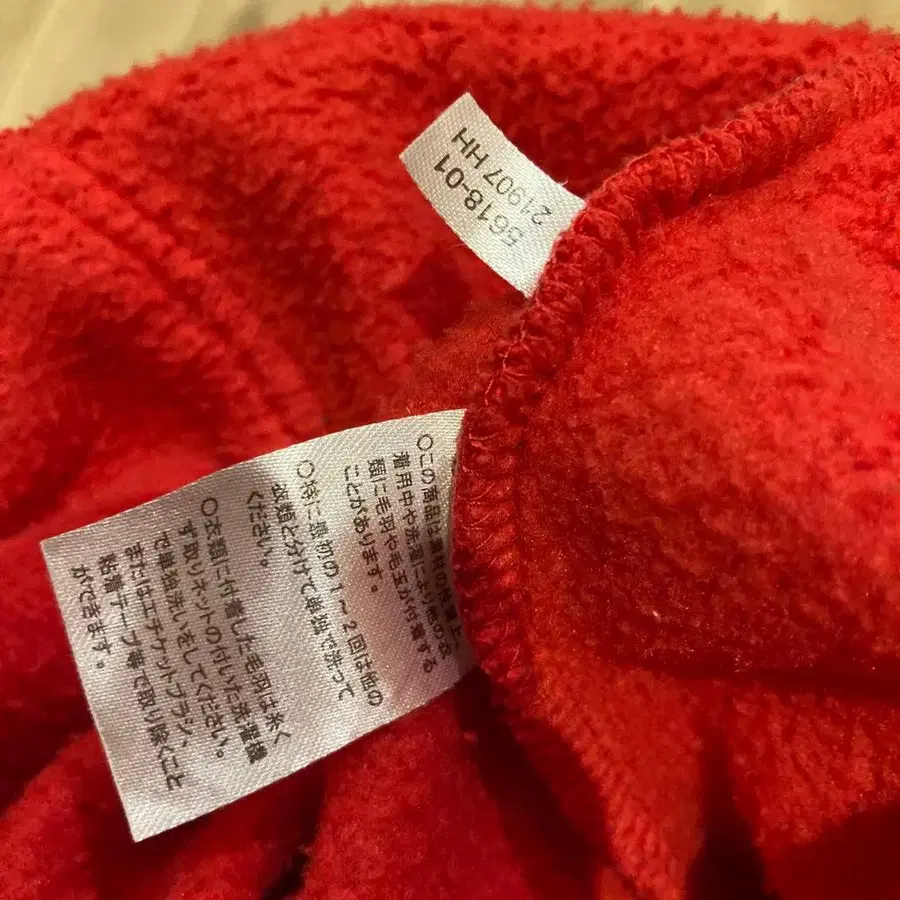 5618-01
21907 HH
○この商品は素材の性質上、
着用中や洗濯により他の衣
類に毛羽や毛玉が付着する
ことがあります。
○特に最初の1～2回は他の
衣類と分けて単独で洗って
ください。
○衣類に付着した毛羽は糸く
ず取りネットの付いた洗濯機
で単独洗いをしてください。
またはエチケットブラシ、
粘着テープ等で取り除くこと
ができます。